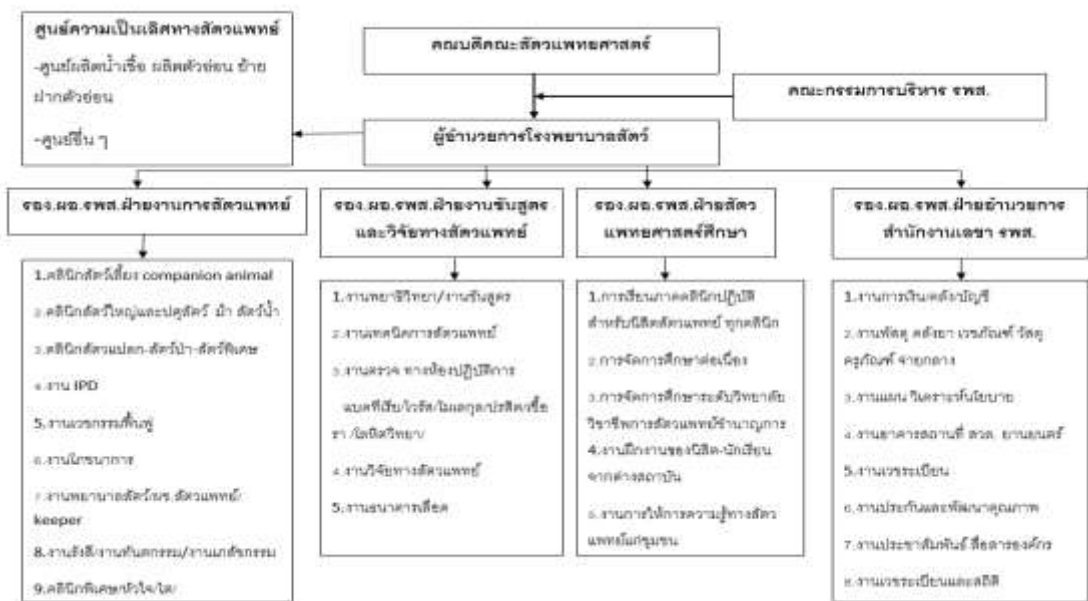 ศูนย์ความเป็นเลิศทางสัตวแพทย์
-ศูนย์ผลิตน้ำเชื้อ ผลิตตัวอ่อน ย้าย
ฝากตัวอ่อน
-ศูนย์อื่น ๆ
คณบดีคณะสัตวแพทยศาสตร์
คณะกรรมการบริหาร รพส.
ผู้อำนวยการโรงพยาบาลสัตว์
รอง.ผอ.รพส.ฝ่ายงานการสัตวแพทย์
1.คลินิกสัตว์เลี้ยง companion animal
2.คลินิกสัตว์ใหญ่และปศุสัตว์ ม้า สัตว์น้ำ
3.คลินิกสัตว์แปลก-สัตว์ป่า-สัตว์พิเศษ
4.งาน IPD
5.งานเวชกรรมฟื้นฟู
6.งานโภชนาการ
7.งานพยาบาลสัตว์/ผช.สัตวแพทย์/
keeper
8.งานรังสี/งานทันตกรรม/งานเภสัชกรรม
9.คลินิกพิเศษ/หัวใจ/ไต/
รอง.ผอ.รพส.ฝ่ายงานชันสูตร
และวิจัยทางสัตวแพทย์
1.งานพยาธิวิทยา/งานชันสูตร
2.งานเทคนิคการสัตวแพทย์
3.งานตรวจ ทางห้องปฏิบัติการ
แบคทีเรีย/ไวรัส/โมเลกุล/ปรสิต/เชื้อ
รา /โลหิตวิทยา/
4.งานวิจัยทางสัตวแพทย์
5.งานธนาคารเลือด
รอง.ผอ.รพส.ฝ่ายสัตว
แพทยศาสตร์ศึกษา
1.การเรียนภาคคลินิกปฏิบัติ
สำหรับนิสิตสัตวแพทย์ ทุกคลินิก
2.การจัดการศึกษาต่อเนื่อง
3.การจัดการศึกษาระดับวิทยาลัย
วิชาชีพการสัตวแพทย์ชำนาญการ
4.งานฝึกงานของนิสิต-นักเรียน
จากต่างสถาบัน
5.งานการให้การความรู้ทางสัตว
แพทย์แก่ชุมชน
รอง.ผอ.รพส.ฝ่ายอำนวยการ
สำนักงานเลขา รพส.
1.งานการเงิน/คลัง/บัญชี
2.งานพัสดุ คลังยา เวชภัณฑ์ วัสดุ
ครุภัณฑ์ จ่ายกลาง
3.งานแผน วิเคราะห์นโยบาย
4.งานอาคารสถานที่ สวล. ยานยนตร์
5.งานเวชระเบียน
6.งานประกันและพัฒนาคุณภาพ
7.งานประชาสัมพันธ์ สื่อสารองค์กร
8.งานเวชระเบียนและสถิติ